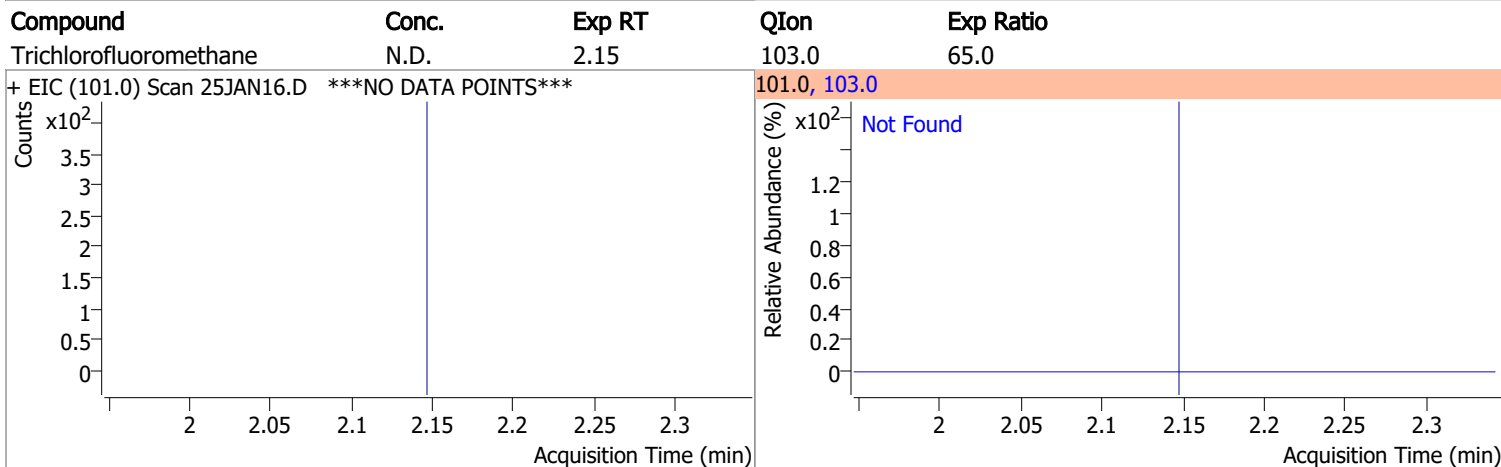 Compound Conc. Exp RT QIon Exp Ratio
Trichlorofluoromethane N.D. 2.15 103.0 65.0
+ EIC (101.0) Scan 25JAN16.D ***NO DATA POINTS***
Counts
x10²
3.5
3
2.5
2
1.5
1
0.5
0
2 2.05 2.1 2.15 2.2 2.25 2.3
Acquisition Time (min)
101.0, 103.0
Relative Abundance (%)
x10²
Not Found
1.2
1
0.8
0.6
0.4
0.2
0
2 2.05 2.1 2.15 2.2 2.25 2.3
Acquisition Time (min)